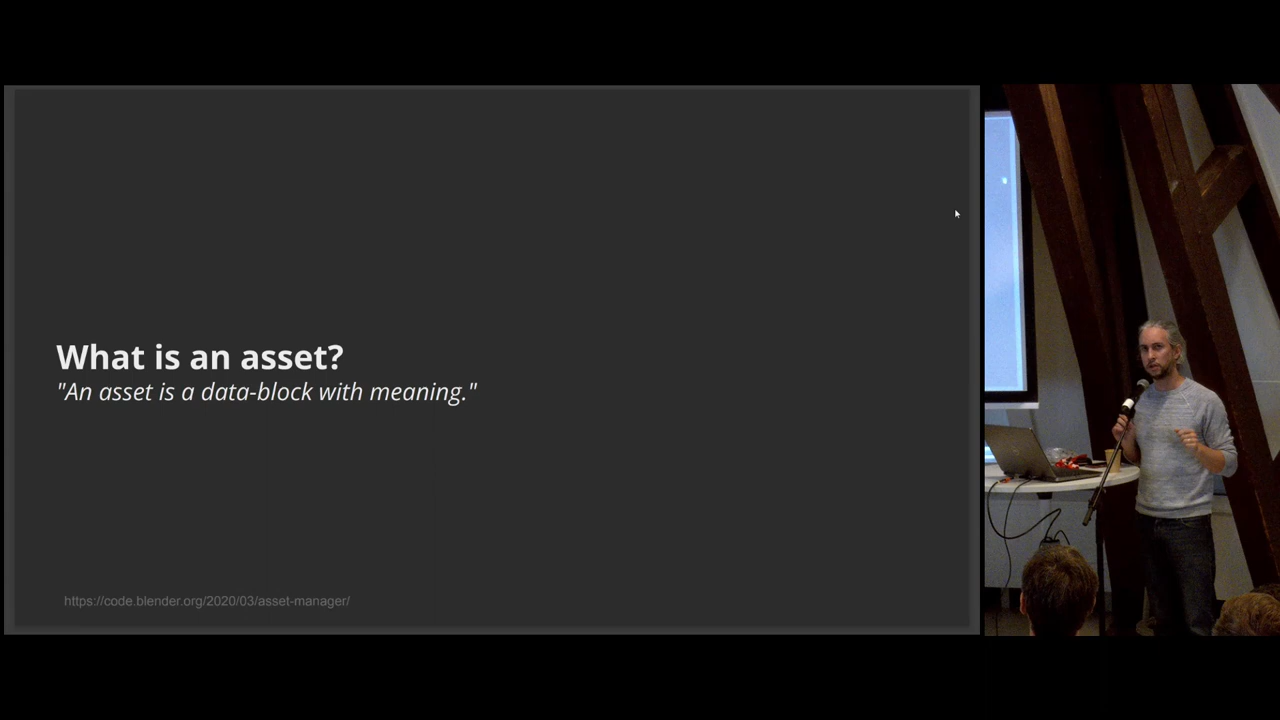 What is an asset?
"An asset is a data-block with meaning."
https://code.blender.org/2020/03/asset-manager/